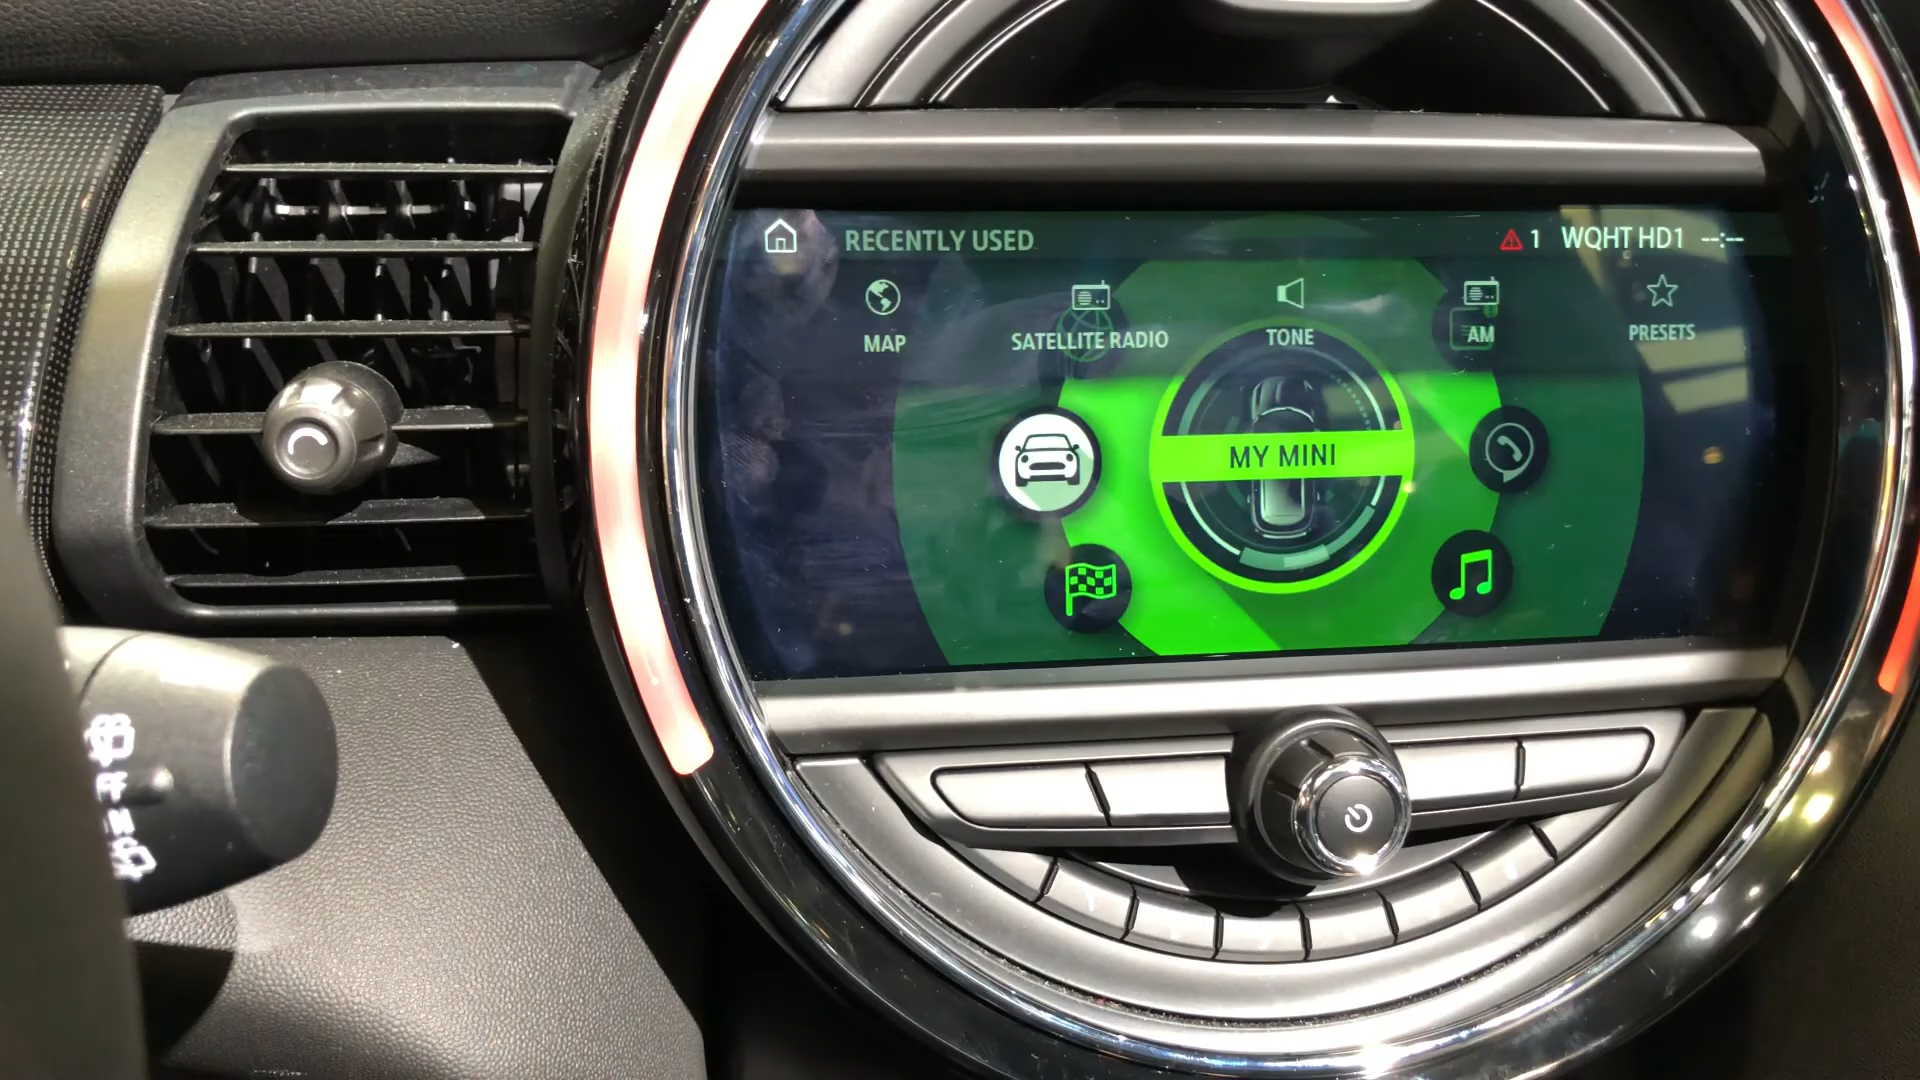 RECENTLY USED
1 WQHT HD1 --:--
MAP
SATELLITE RADIO
TONE
AM
PRESETS
MY MINI